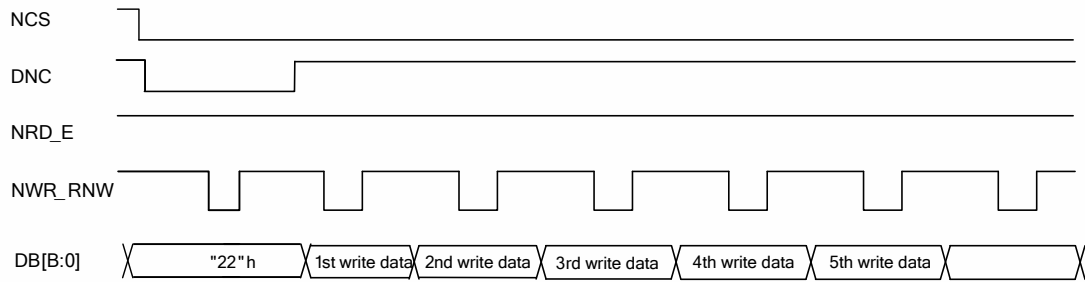 NCS
DNC
NRD_E
NWR_RNW
DB[B:0] "22"h 1st write data 2nd write data 3rd write data 4th write data 5th write data